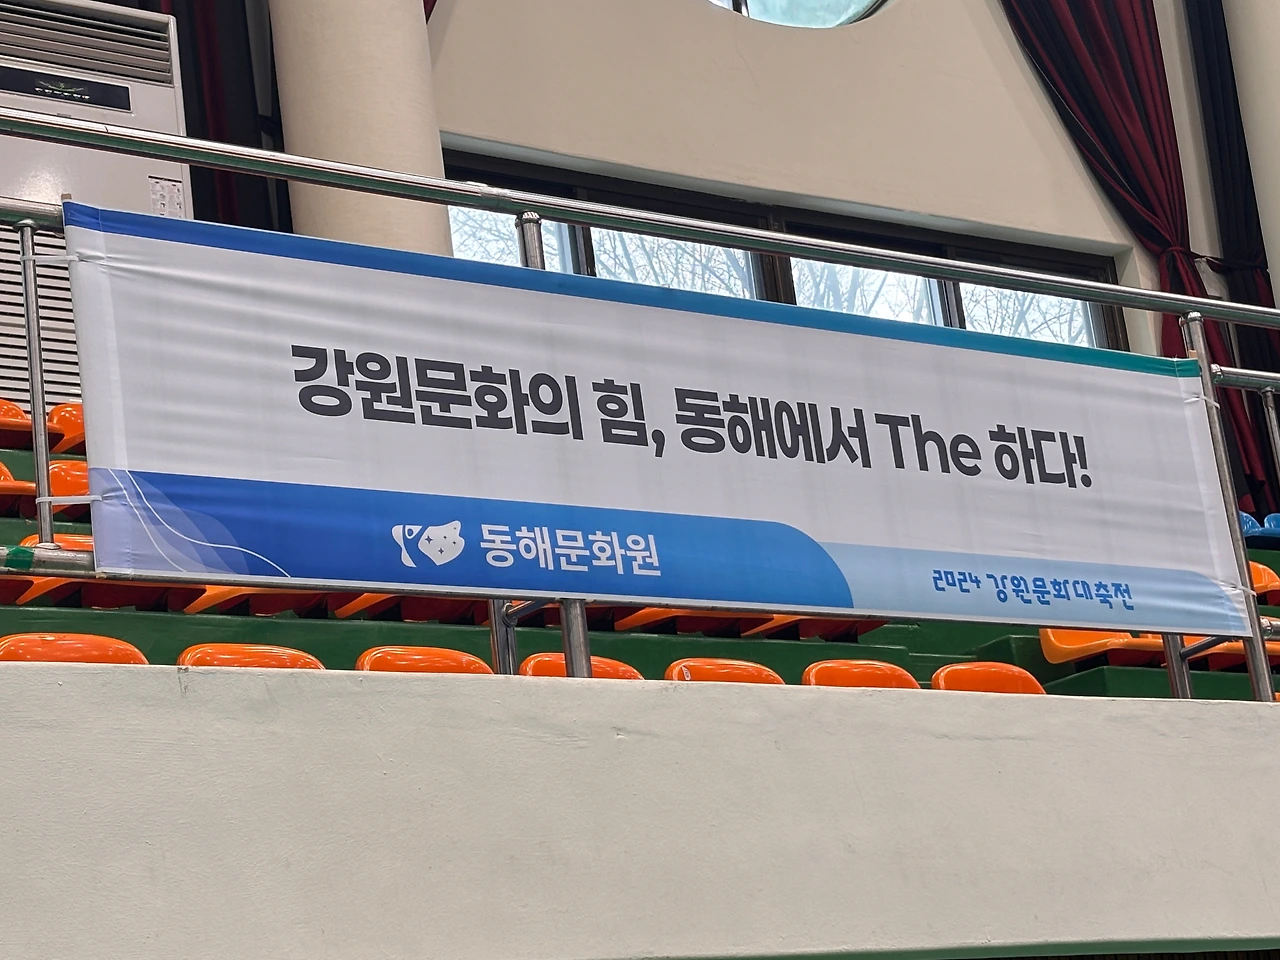 강원문화의 힘, 동해에서 The 하다!
동해문화원
2024 강원문화대축전